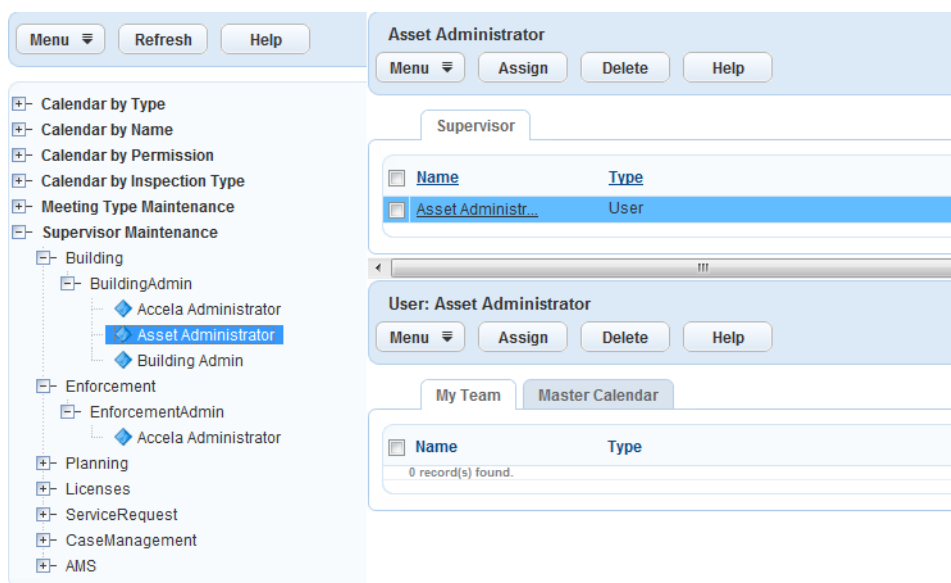 Menu Refresh Help
Calendar by Type
Calendar by Name
Calendar by Permission
Calendar by Inspection Type
Meeting Type Maintenance
Supervisor Maintenance
Building
BuildingAdmin
Accela Administrator
Asset Administrator
Building Admin
Enforcement
EnforcementAdmin
Accela Administrator
Planning
Licenses
ServiceRequest
CaseManagement
AMS
Asset Administrator
Menu Assign Delete Help
Supervisor
Name Type
Asset Administr... User
User: Asset Administrator
Menu Assign Delete Help
My Team Master Calendar
Name Type
0 record(s) found.